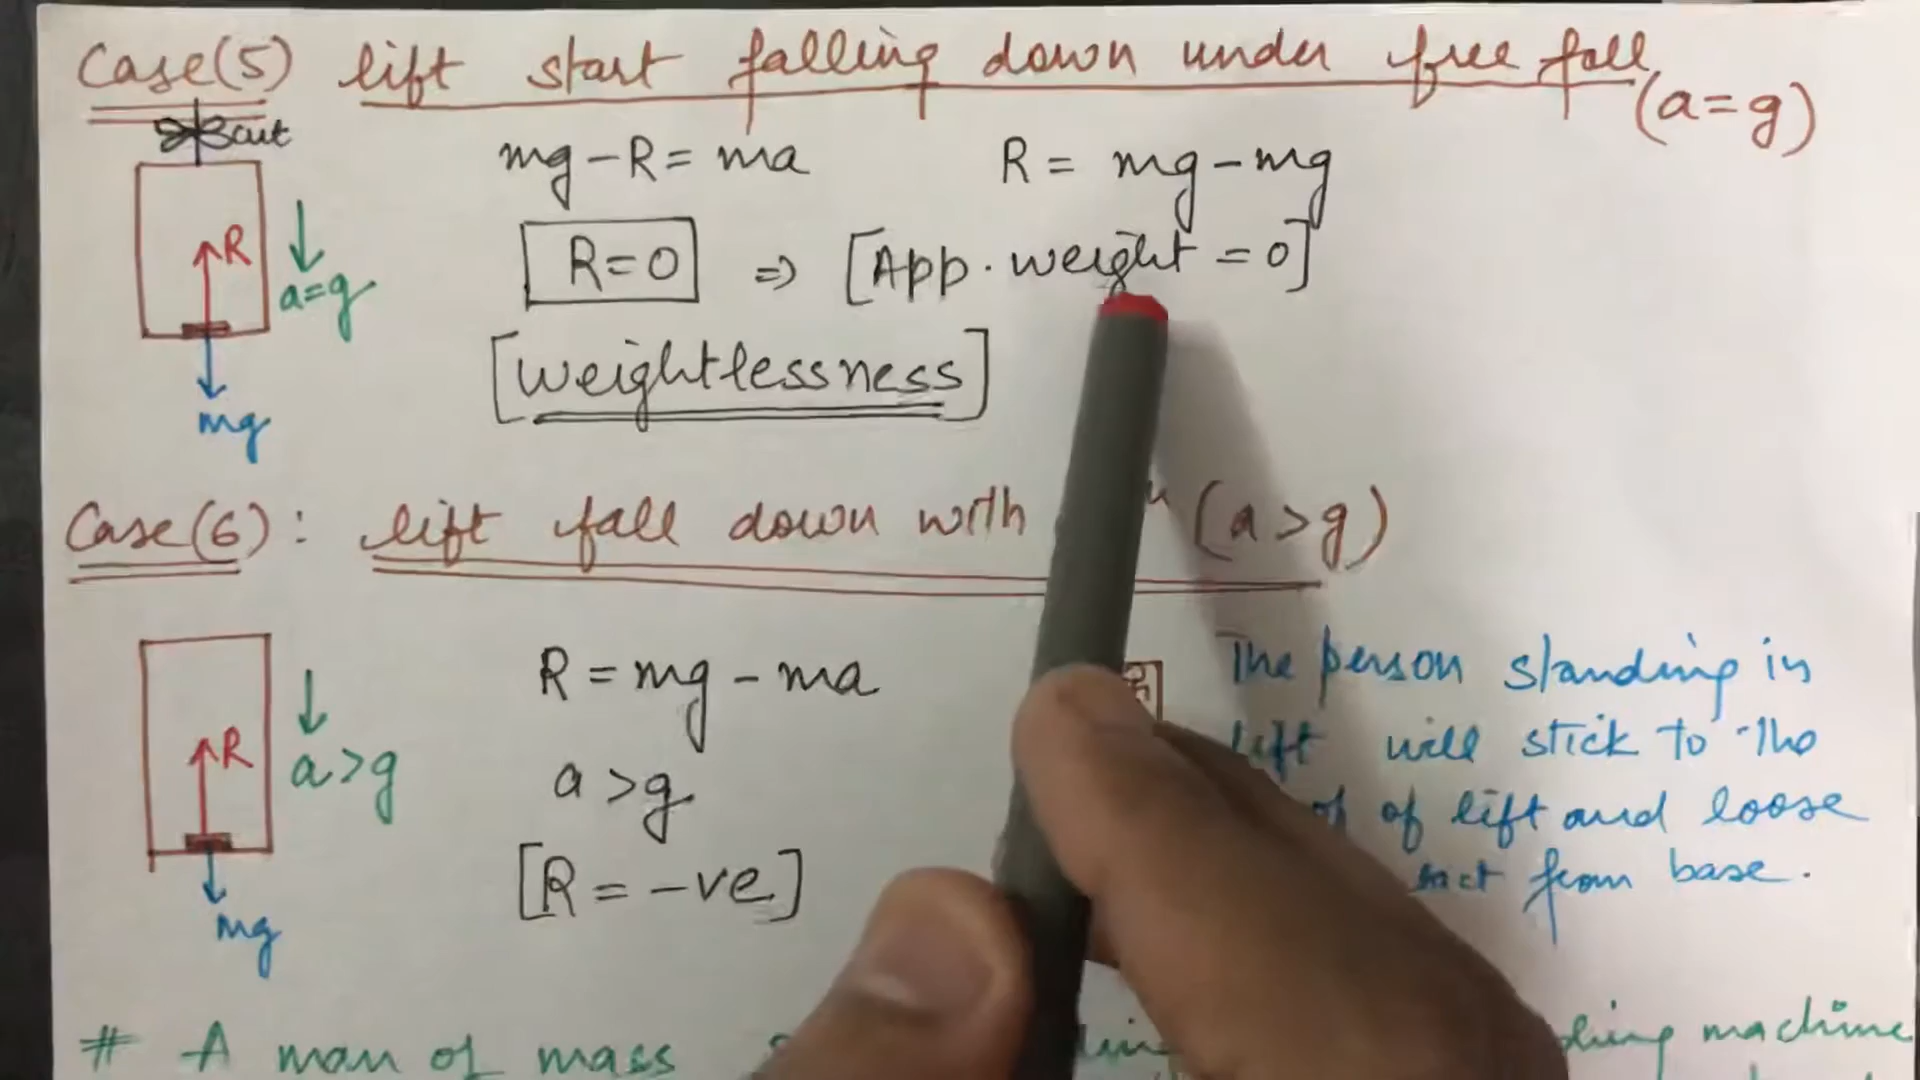 Case(5) lift start falling down under free fall
(a=g)
cut
mg-R=ma
R = mg-mg
R
a=g
R=0 ⇒ [App. weight = 0]
[weightlessness]
mg
Case(6): lift fall down with (a>g)
R = mg - ma
The person standing in
lift will stick to the
R
a>g
a>g
of lift and loose
[R = -ve]
from base.
mg
# A man of mass machine